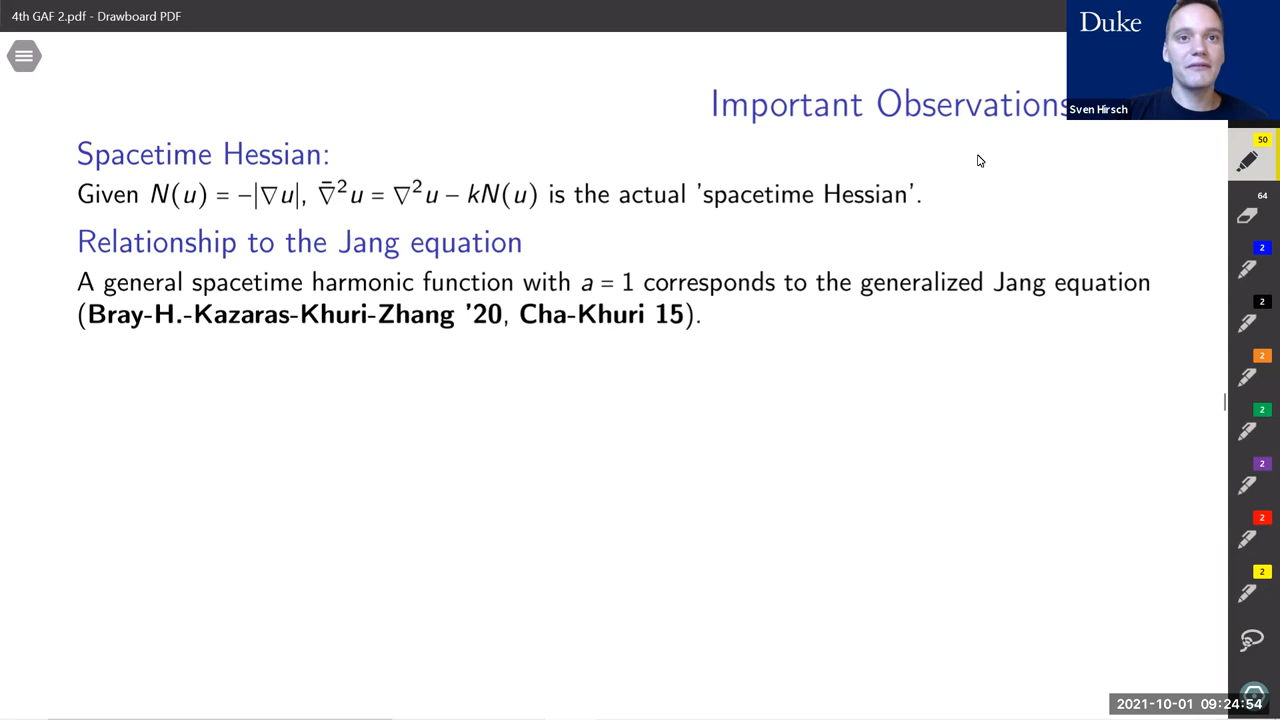 4th GAF 2.pdf - Drawboard PDF
Duke
Sven Hirsch
Important Observations
Spacetime Hessian:
Given N(u) = −|∇u|, ∇̄²u = ∇²u − kN(u) is the actual 'spacetime Hessian'.
Relationship to the Jang equation
A general spacetime harmonic function with a = 1 corresponds to the generalized Jang equation
(Bray-H.-Kazaras-Khuri-Zhang '20, Cha-Khuri 15).
50
64
2
2
2
2
2
2
2
2021-10-01 09:24:54